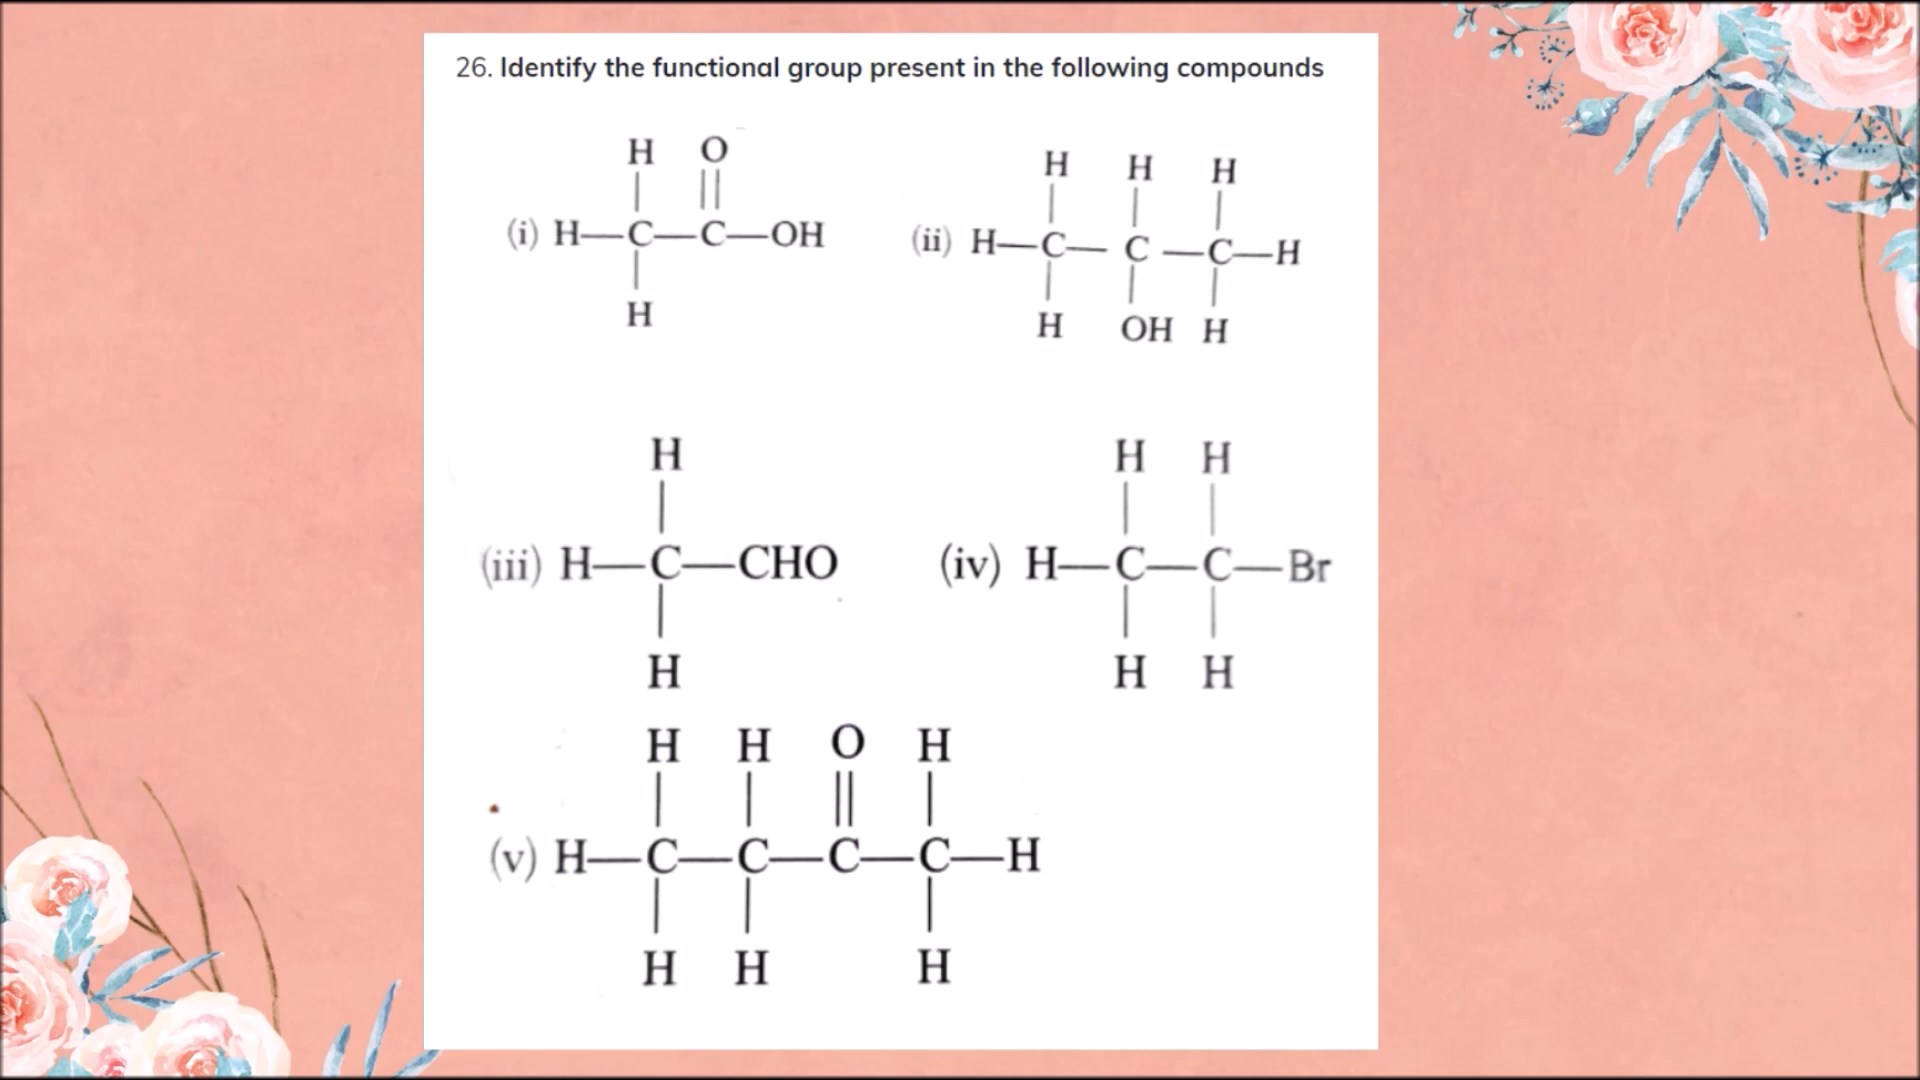 26. Identify the functional group present in the following compounds
H O
(i) H—C—C—OH
H
H H H
(ii) H—C—C—C—H
H OH H
H
(iii) H—C—CHO
H
H H
(iv) H—C—C—Br
H H
H H O H
(v) H—C—C—C—C—H
H H H